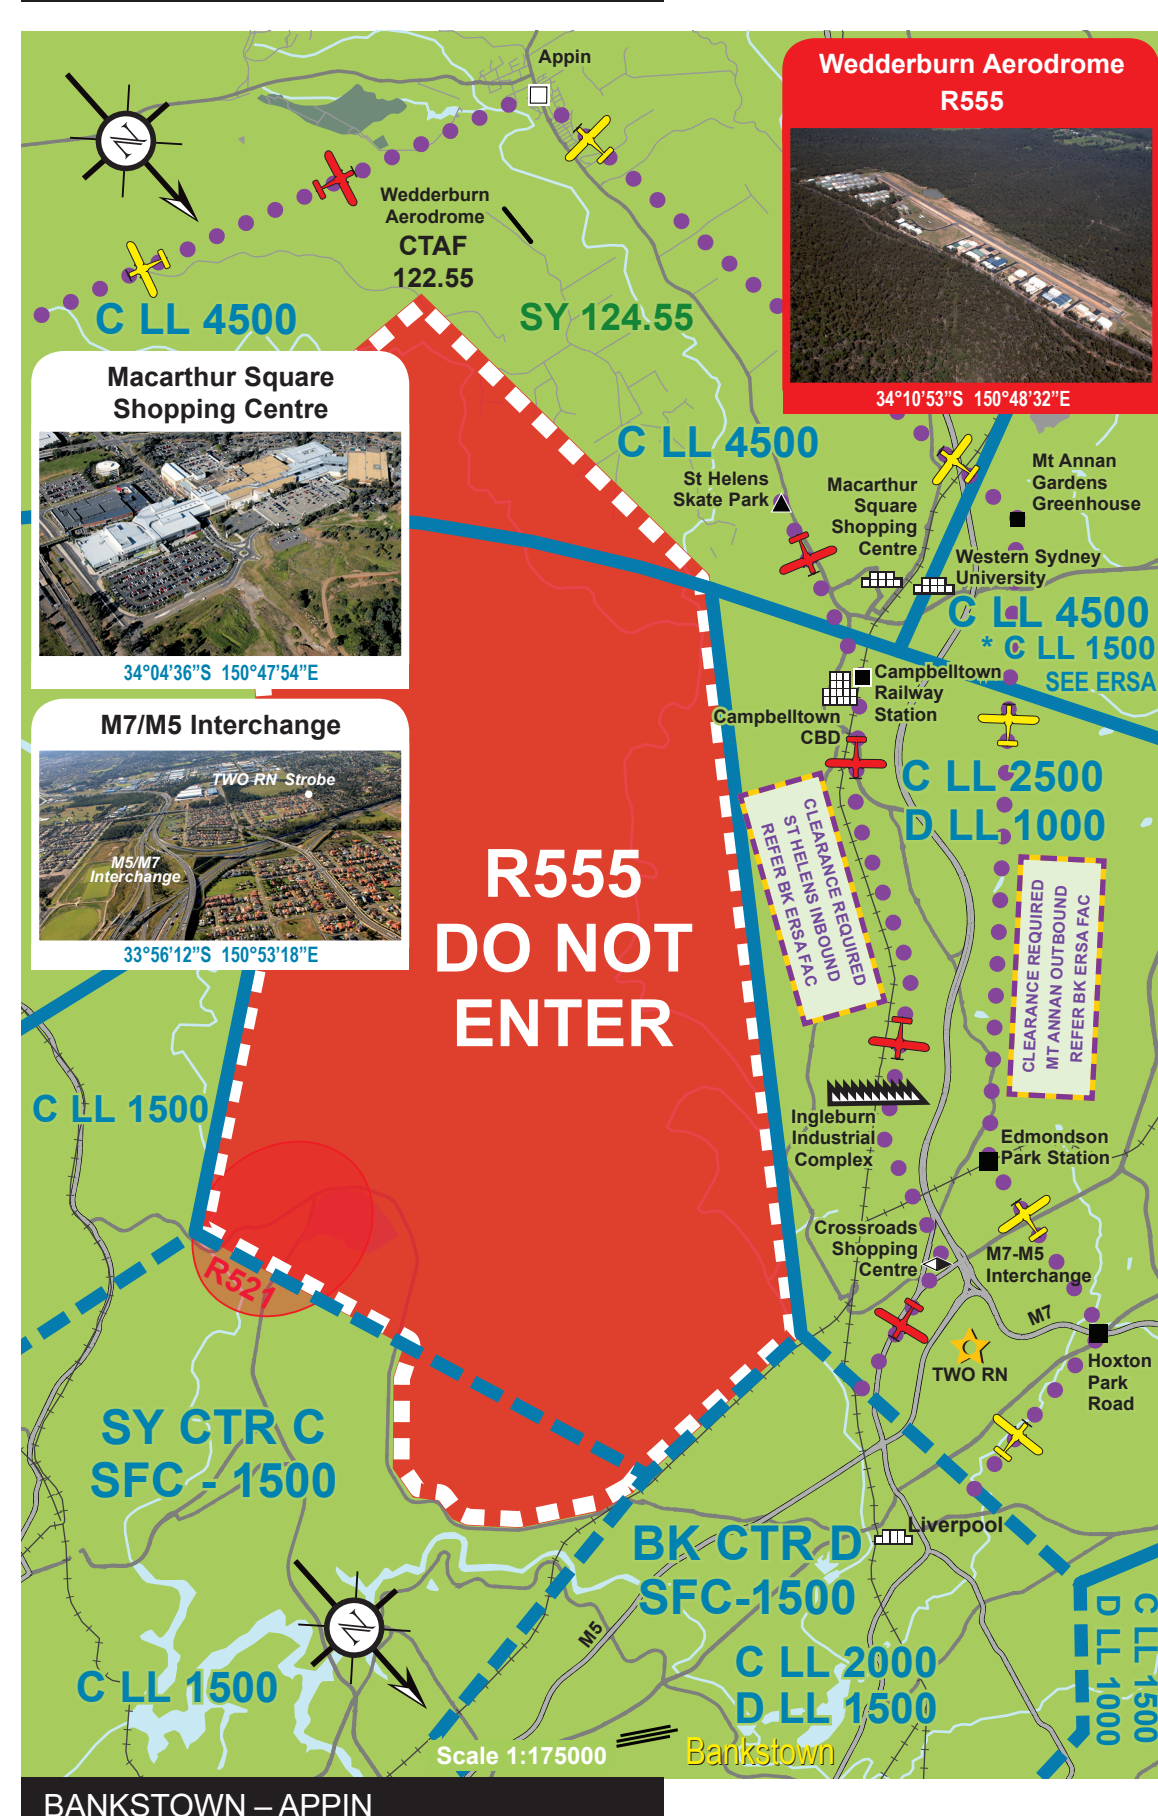 Appin
Wedderburn Aerodrome
R555
34°10’53”S 150°48’32”E
N
Wedderburn
Aerodrome
CTAF
122.55
C LL 4500
SY 124.55
Macarthur Square
Shopping Centre
34°04’36”S 150°47’54”E
C LL 4500
St Helens
Skate Park
Macarthur
Square
Shopping
Centre
Mt Annan
Gardens
Greenhouse
Western Sydney
University
C LL 4500
* C LL 1500
SEE ERSA
Campbelltown
Railway
Station
Campbelltown
CBD
M7/M5 Interchange
TWO RN Strobe
M5/M7
Interchange
33°56’12”S 150°53’18”E
C LL 2500
D LL 1000
CLEARANCE REQUIRED
ST HELENS INBOUND
REFER BK ERSA FAC
CLEARANCE REQUIRED
MT ANNAN OUTBOUND
REFER BK ERSA FAC
R555
DO NOT
ENTER
C LL 1500
Ingleburn
Industrial
Complex
Edmondson
Park Station
Crossroads
Shopping
Centre
M7-M5
Interchange
R521
M7
TWO RN
Hoxton
Park
Road
SY CTR C
SFC - 1500
Liverpool
BK CTR D
SFC-1500
N
M5
C LL 1500
D LL 1000
C LL 1500
C LL 2000
D LL 1500
Scale 1:175000
Bankstown
BANKSTOWN – APPIN